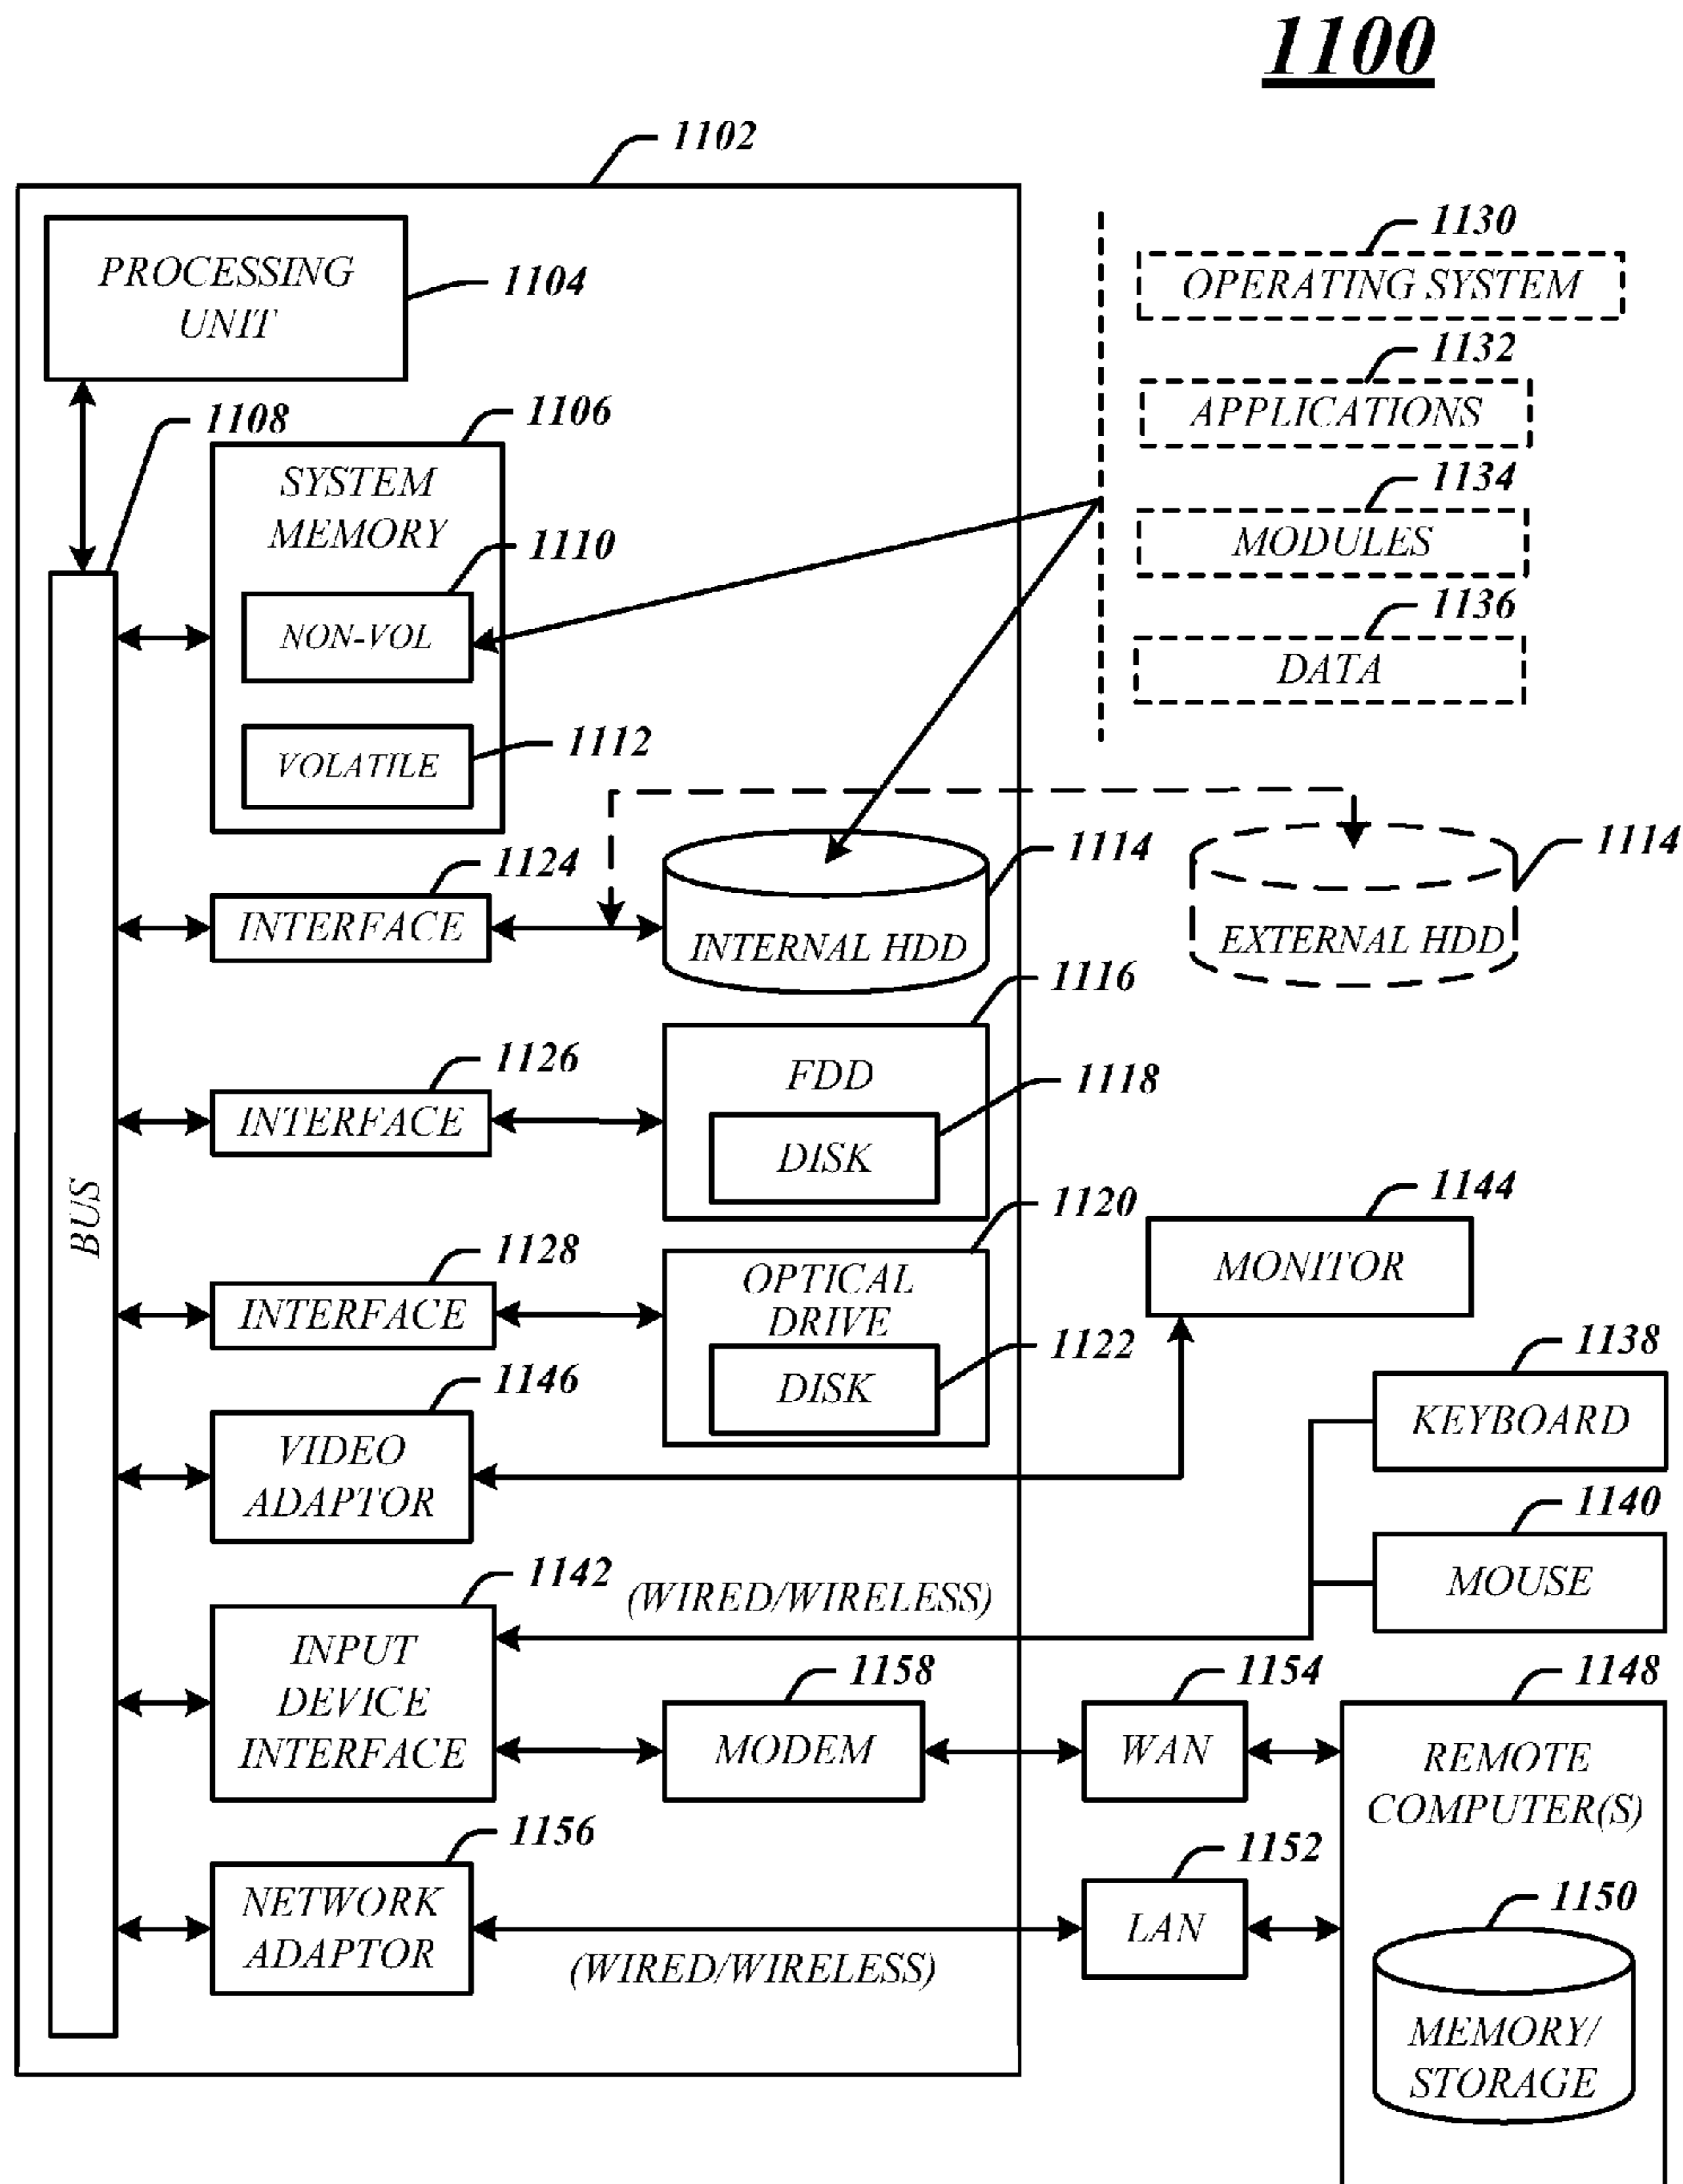 1100
1102
PROCESSING
UNIT
1104
1130
OPERATING SYSTEM
1132
APPLICATIONS
1134
MODULES
1136
DATA
1108
1106
SYSTEM
MEMORY
1110
NON-VOL
1112
VOLATILE
1124
INTERFACE
1114
INTERNAL HDD
1114
EXTERNAL HDD
1116
FDD
1118
DISK
1126
INTERFACE
BUS
1120
OPTICAL
DRIVE
1122
DISK
1128
INTERFACE
1144
MONITOR
1146
VIDEO
ADAPTOR
1138
KEYBOARD
1140
MOUSE
1142
INPUT
DEVICE
INTERFACE
(WIRED/WIRELESS)
1158
MODEM
1154
WAN
1148
REMOTE
COMPUTER(S)
1156
NETWORK
ADAPTOR
(WIRED/WIRELESS)
1152
LAN
1150
MEMORY/
STORAGE